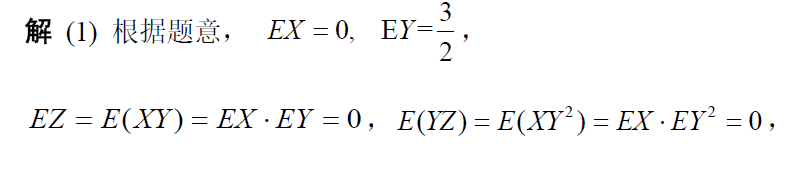 解 (1) 根据题意， EX = 0, EY=3/2，
EZ = E(XY) = EX · EY = 0， E(YZ) = E(XY²) = EX · EY² = 0，